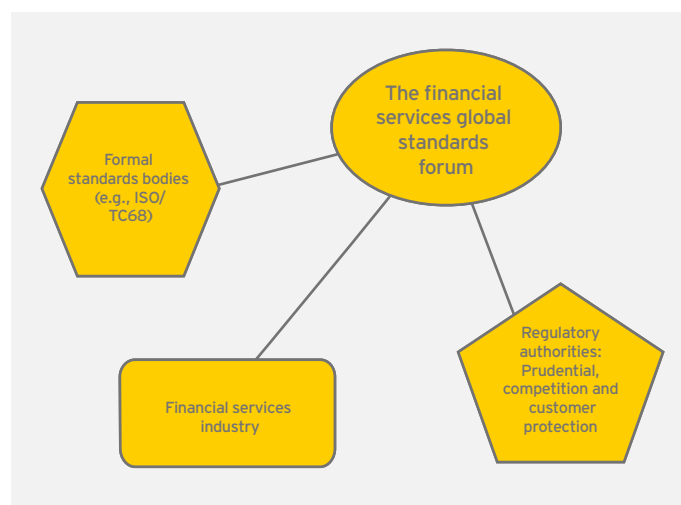 The financial
services global
standards
forum
Formal
standards bodies
(e.g., ISO/
TC68)
Regulatory
authorities:
Prudential,
competition and
customer
protection
Financial services
industry